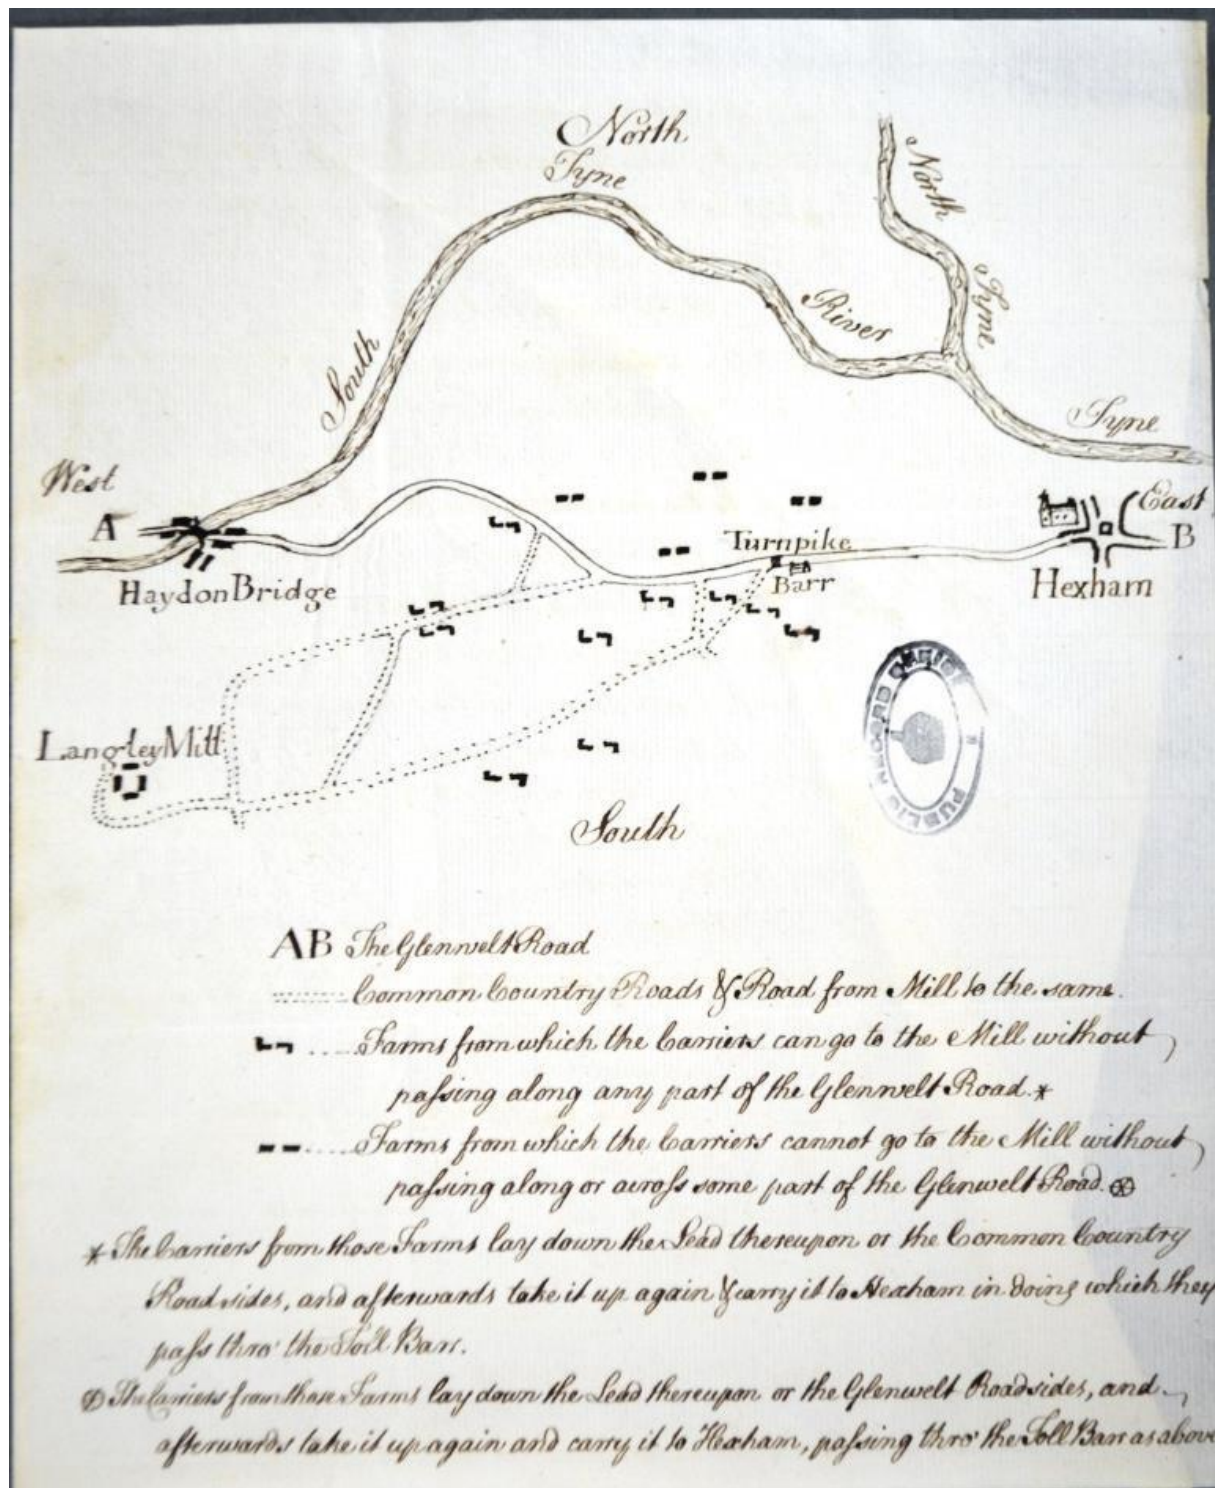 North
Tyne
North
Tyne
River
South
Tyne
West
East
A
B
Turnpike
Barr
Haydon Bridge
Hexham
Langley Mill
PUBLIC RECORD OFFICE
South
AB The Glenwelt Road
Common Country Roads & Road from Mill to the same.
Farms from which the Carriers can go to the Mill without
passing along any part of the Glenwelt Road. *
Farms from which the Carriers cannot go to the Mill without
passing along or across some part of the Glenwelt Road. ⊗
* The Carriers from those Farms lay down the Lead thereupon or the Common Country
Road sides, and afterwards take it up again & carry it to Hexham in doing which they
pass thro' the Toll Barr.
⊗ The Carriers from those Farms lay down the Lead thereupon or the Glenwelt Road sides, and
afterwards take it up again and carry it to Hexham, passing thro' the Toll Barr as above